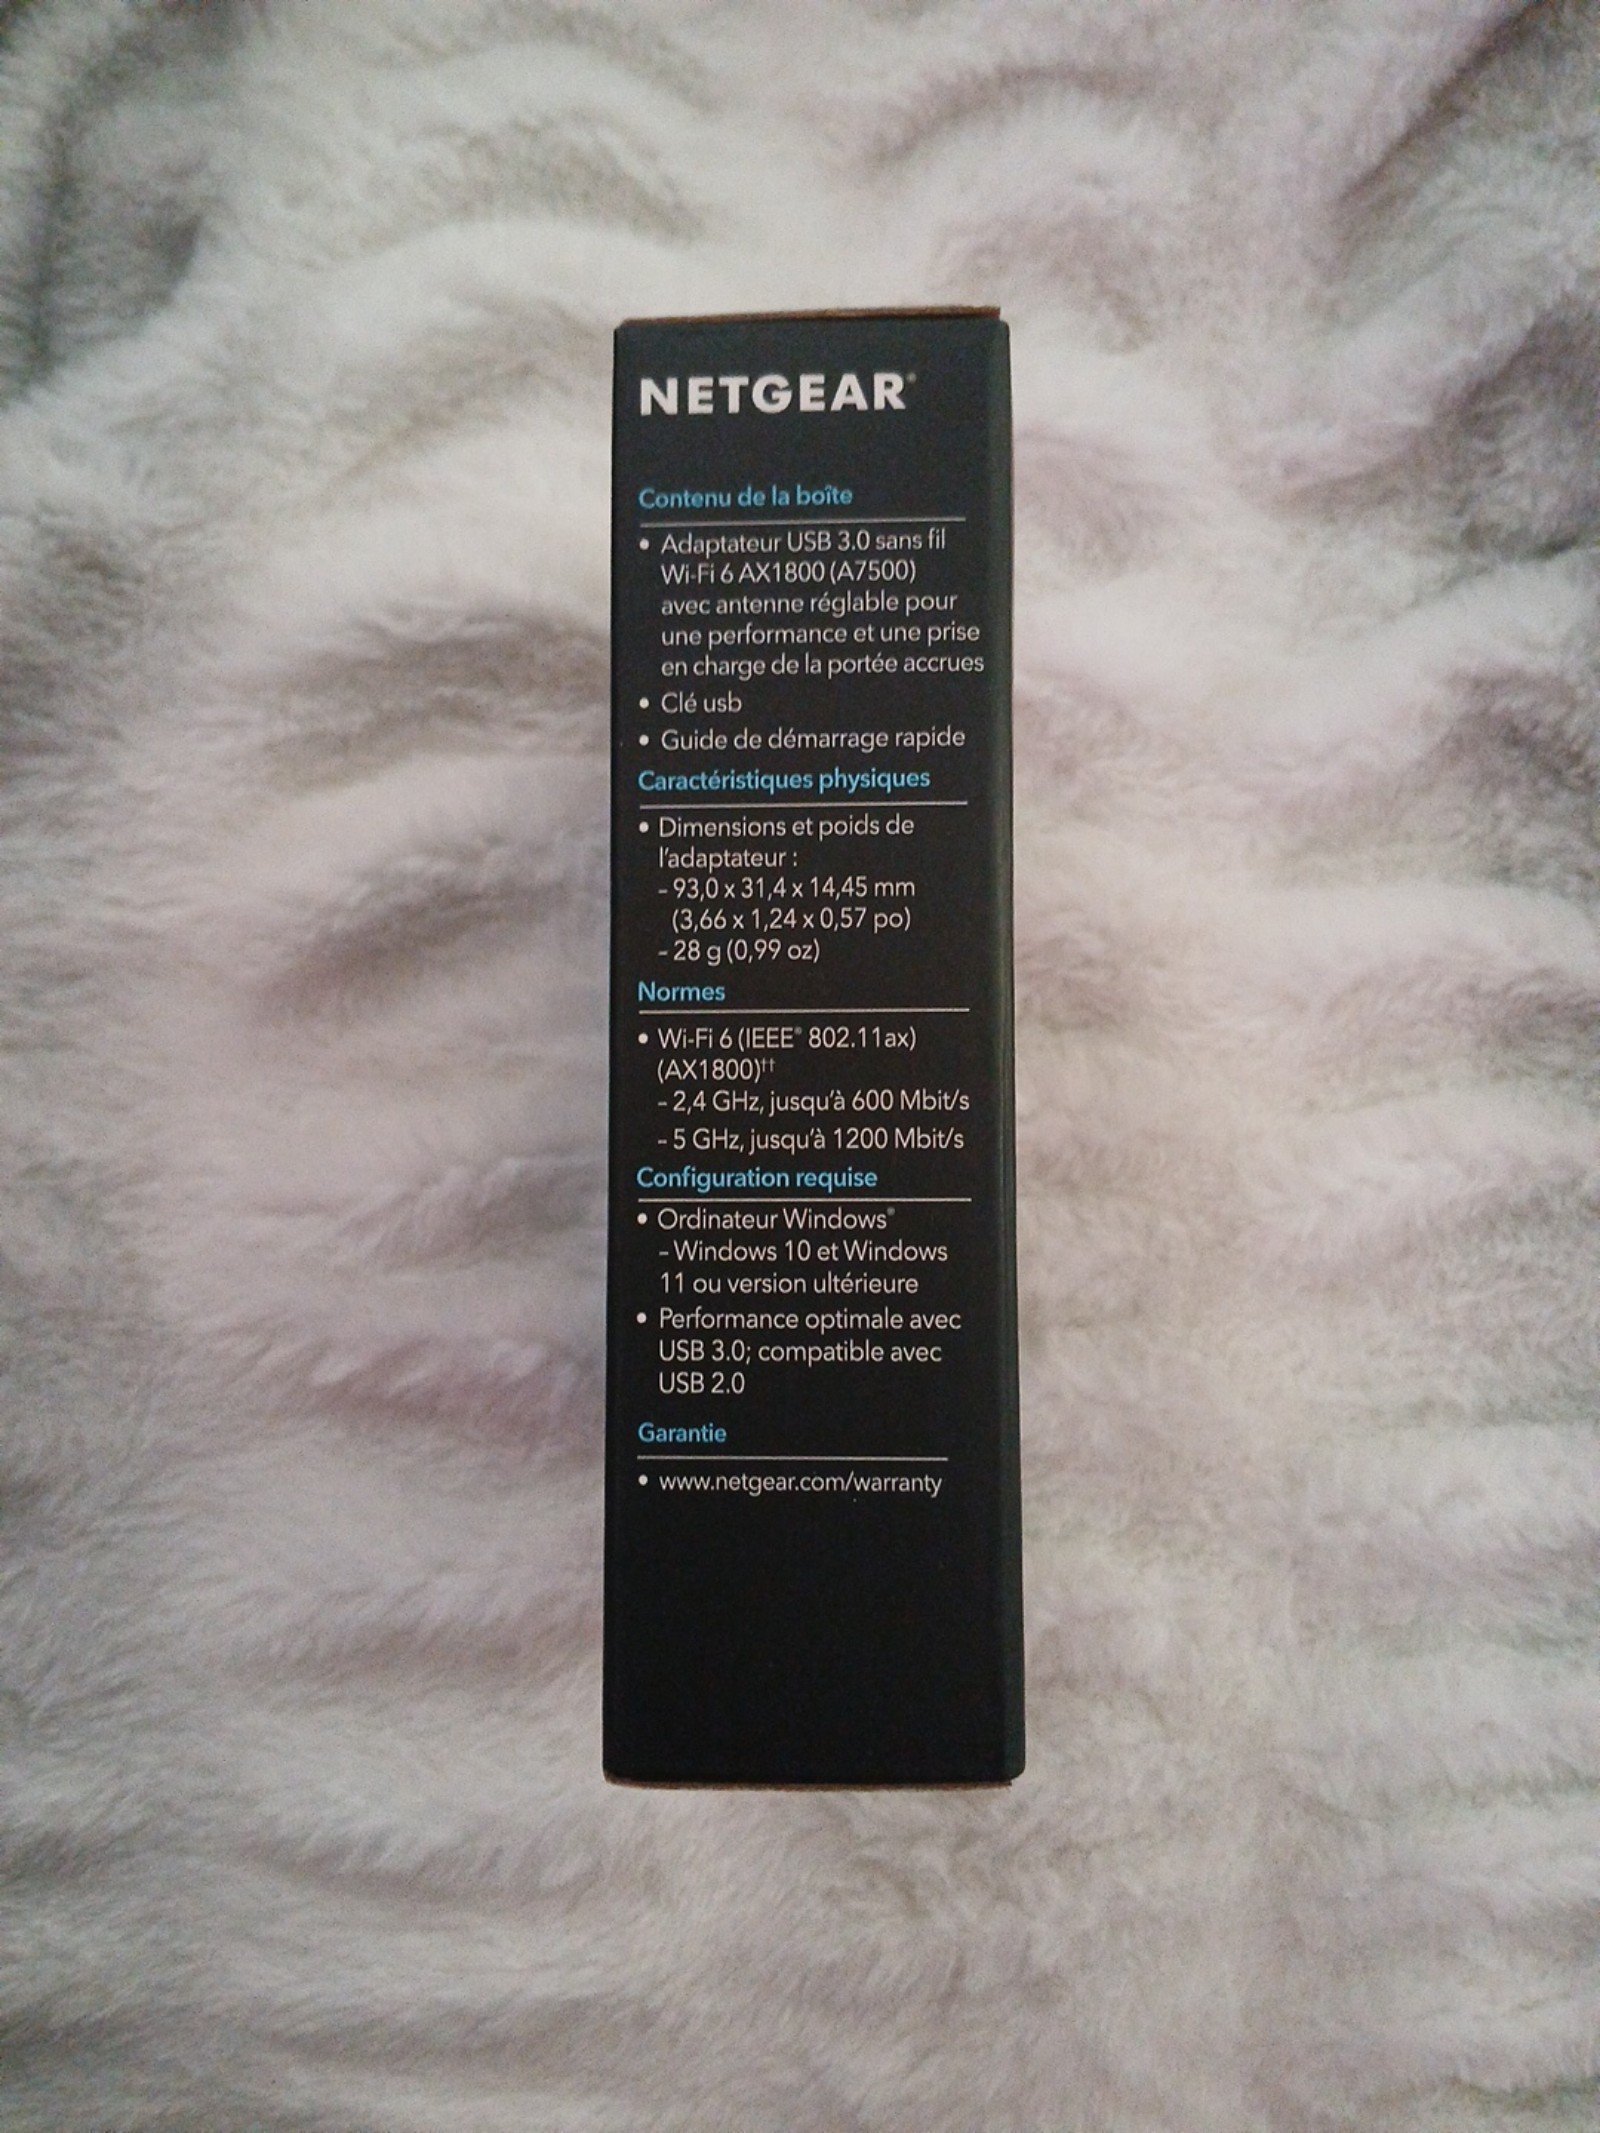 NETGEAR®
Contenu de la boîte
• Adaptateur USB 3.0 sans fil
Wi-Fi 6 AX1800 (A7500)
avec antenne réglable pour
une performance et une prise
en charge de la portée accrues
• Clé usb
• Guide de démarrage rapide
Caractéristiques physiques
• Dimensions et poids de
l'adaptateur :
- 93,0 x 31,4 x 14,45 mm
(3,66 x 1,24 x 0,57 po)
- 28 g (0,99 oz)
Normes
• Wi-Fi 6 (IEEE® 802.11ax)
(AX1800)††
- 2,4 GHz, jusqu'à 600 Mbit/s
- 5 GHz, jusqu'à 1200 Mbit/s
Configuration requise
• Ordinateur Windows®
- Windows 10 et Windows
11 ou version ultérieure
• Performance optimale avec
USB 3.0; compatible avec
USB 2.0
Garantie
• www.netgear.com/warranty